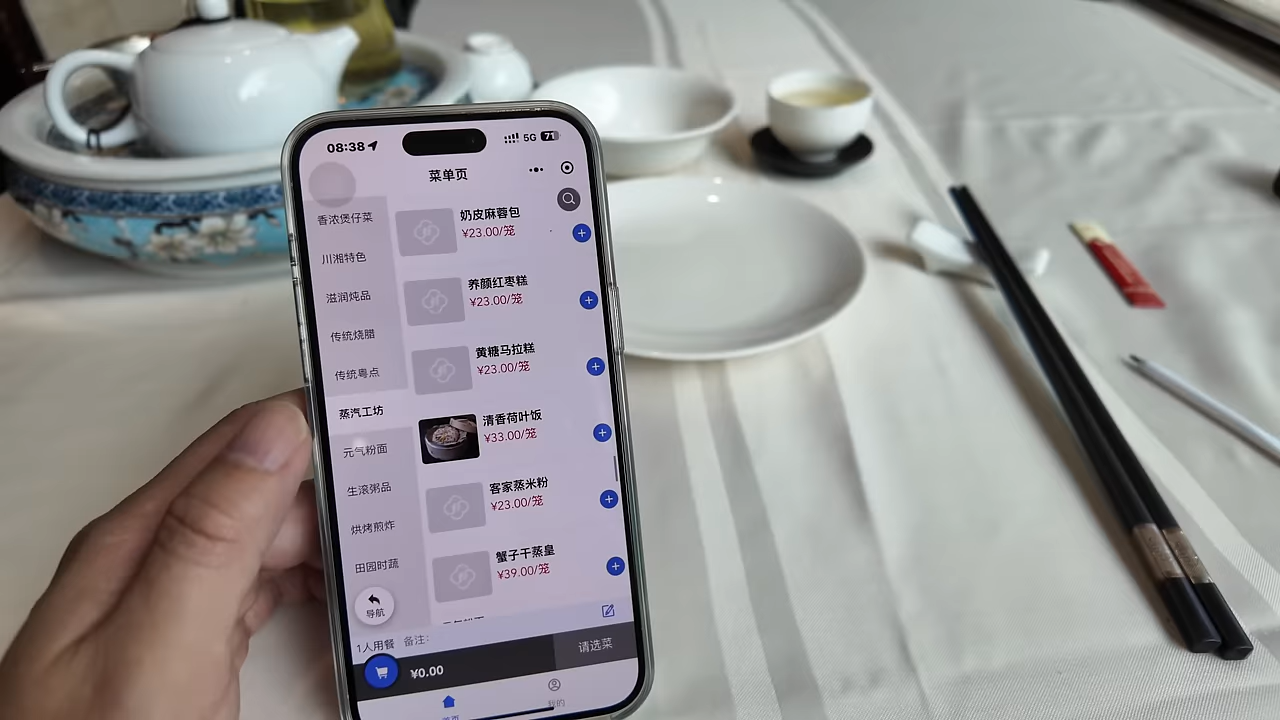 08:38
5G 71
菜单页
香浓煲仔菜
川湘特色
滋润炖品
传统烧腊
传统粤点
蒸汽工坊
元气粉面
生滚粥品
烘烤煎炸
田园时蔬
导航
奶皮麻蓉包
¥23.00/笼
养颜红枣糕
¥23.00/笼
黄糖马拉糕
¥23.00/笼
清香荷叶饭
¥33.00/笼
客家蒸米粉
¥23.00/笼
蟹子干蒸皇
¥39.00/笼
1人用餐 备注:
¥0.00
请选菜
我的